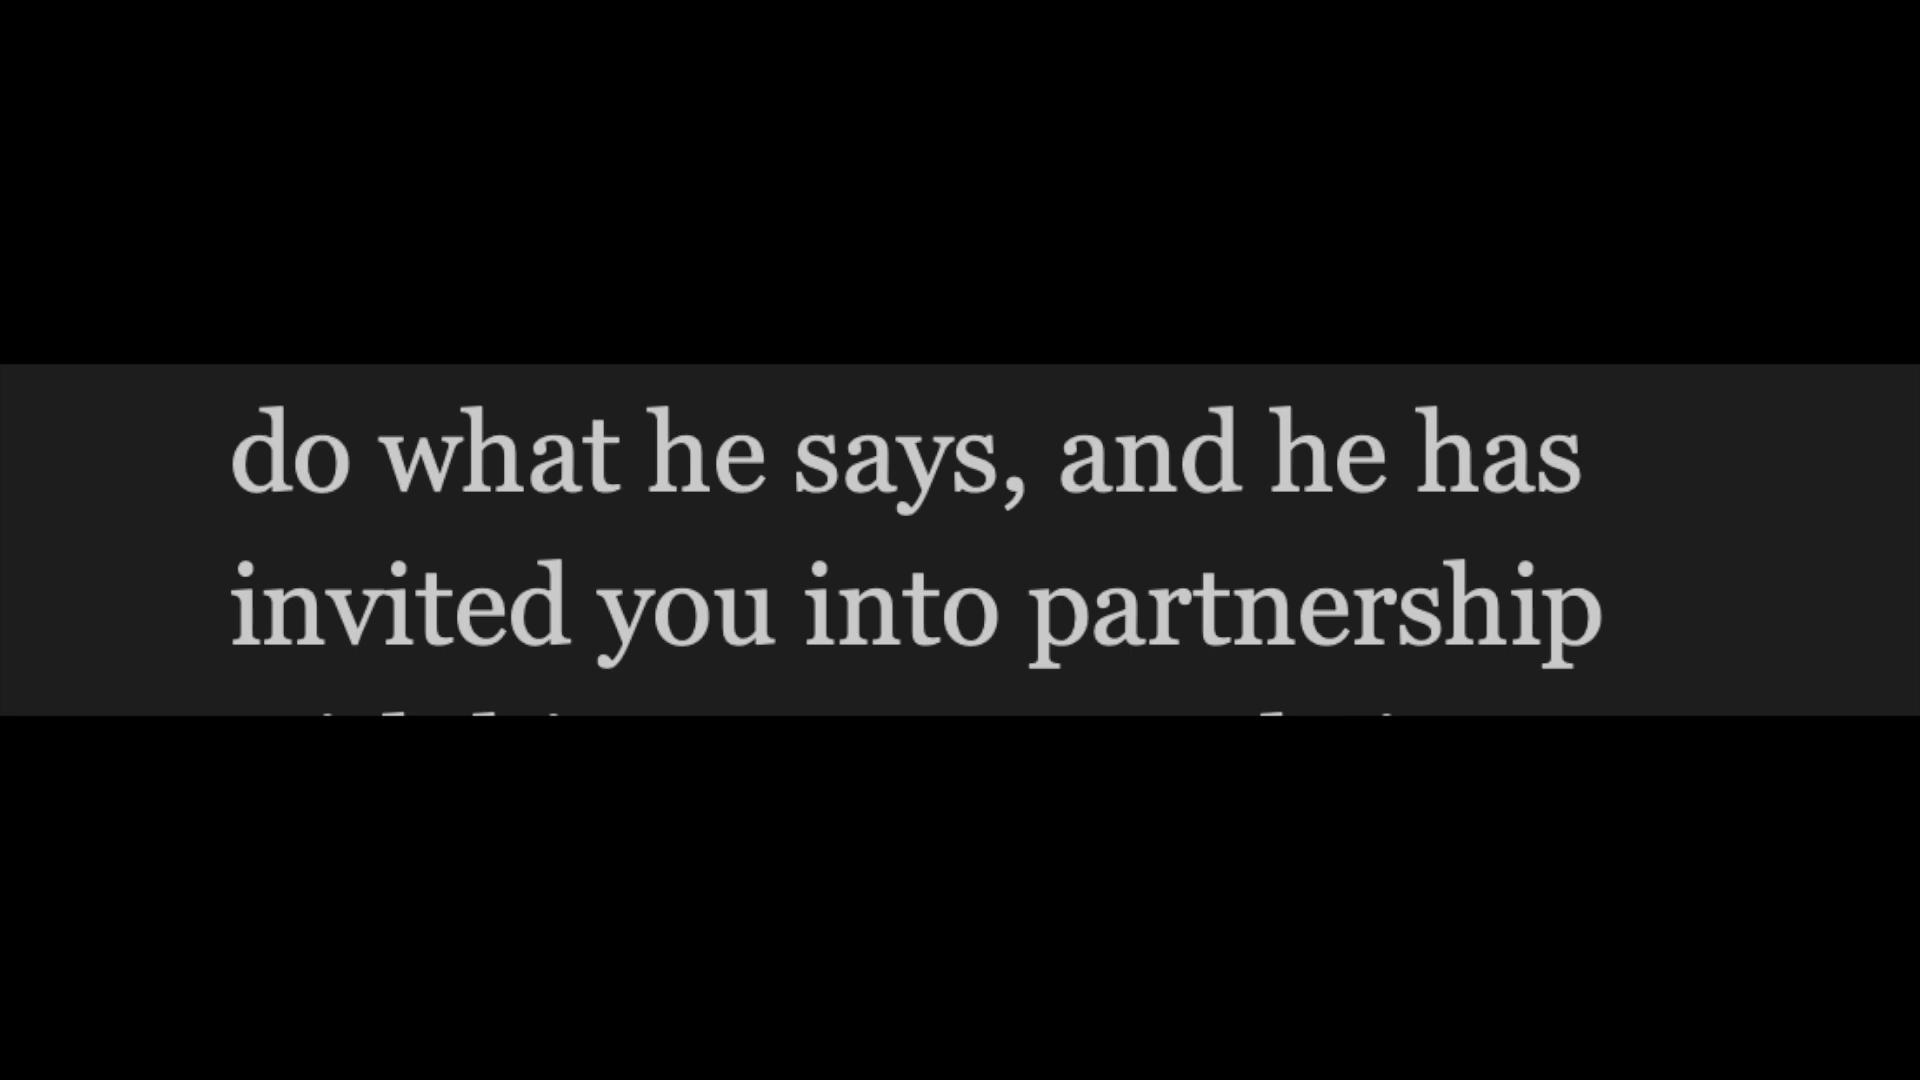 do what he says, and he has
invited you into partnership